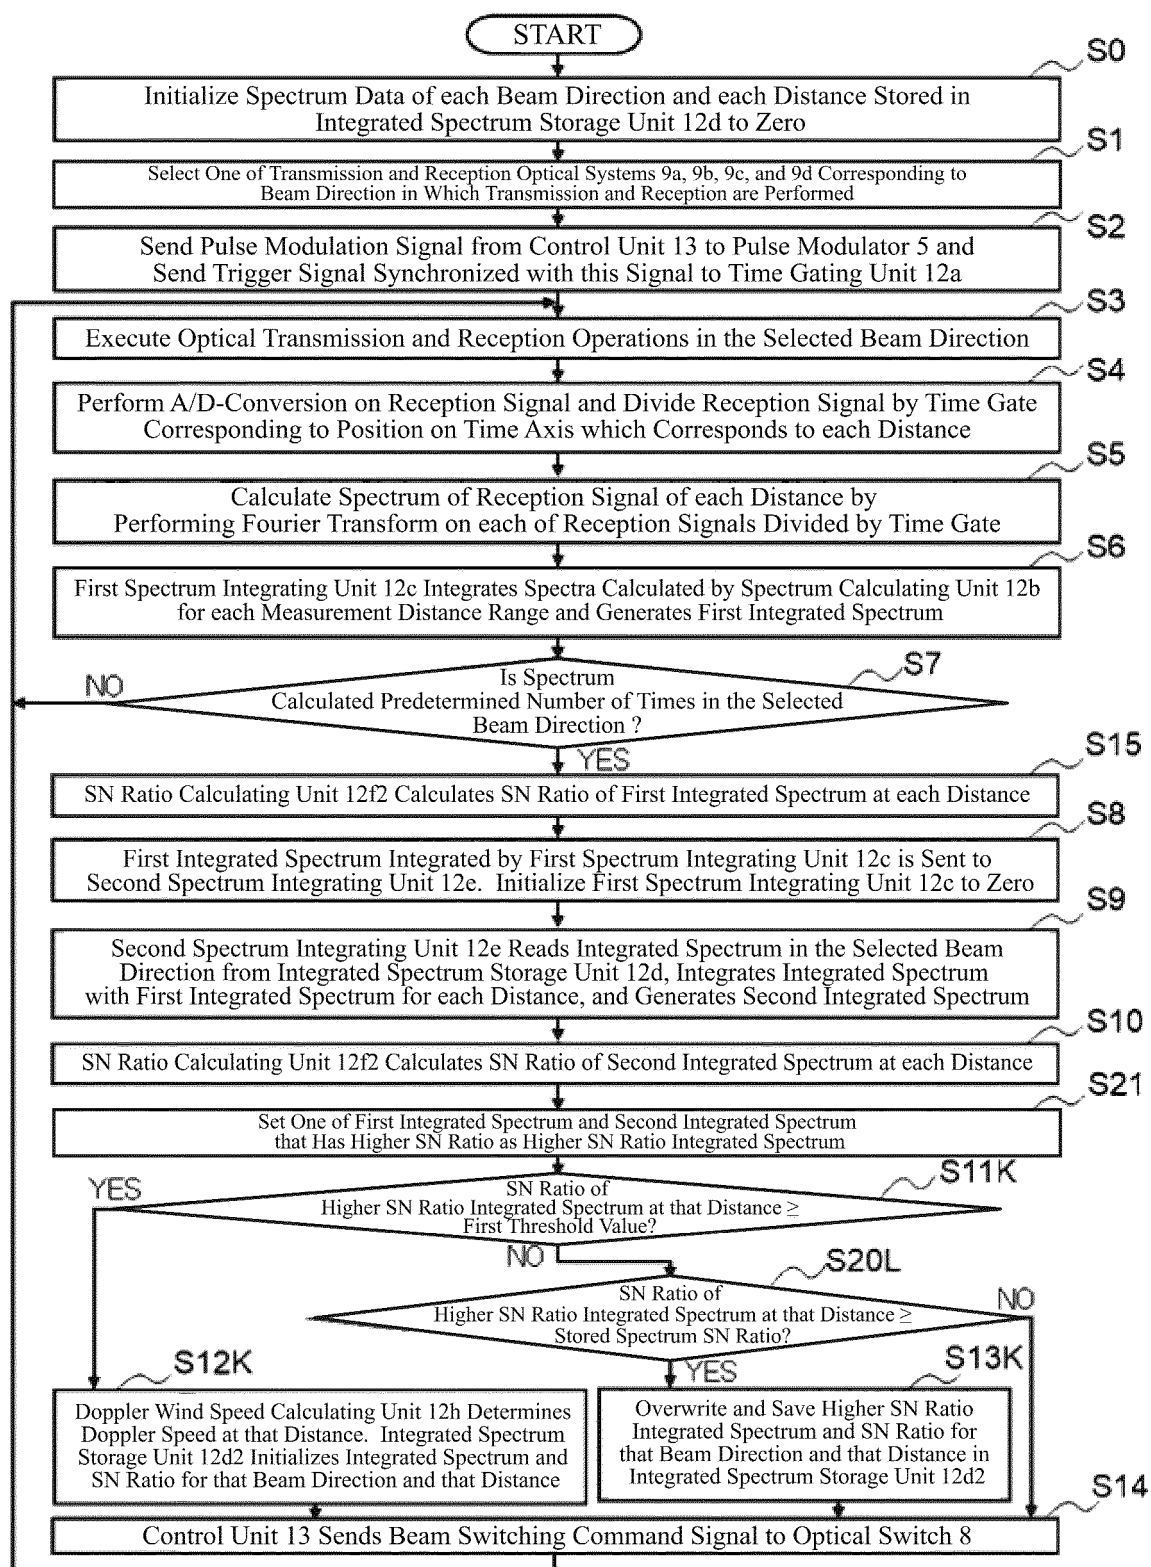 START
S0
Initialize Spectrum Data of each Beam Direction and each Distance Stored in
Integrated Spectrum Storage Unit 12d to Zero
S1
Select One of Transmission and Reception Optical Systems 9a, 9b, 9c, and 9d Corresponding to
Beam Direction in Which Transmission and Reception are Performed
S2
Send Pulse Modulation Signal from Control Unit 13 to Pulse Modulator 5 and
Send Trigger Signal Synchronized with this Signal to Time Gating Unit 12a
S3
Execute Optical Transmission and Reception Operations in the Selected Beam Direction
S4
Perform A/D-Conversion on Reception Signal and Divide Reception Signal by Time Gate
Corresponding to Position on Time Axis which Corresponds to each Distance
S5
Calculate Spectrum of Reception Signal of each Distance by
Performing Fourier Transform on each of Reception Signals Divided by Time Gate
S6
First Spectrum Integrating Unit 12c Integrates Spectra Calculated by Spectrum Calculating Unit 12b
for each Measurement Distance Range and Generates First Integrated Spectrum
S7
NO
Is Spectrum
Calculated Predetermined Number of Times in the Selected
Beam Direction ?
YES
S15
SN Ratio Calculating Unit 12f2 Calculates SN Ratio of First Integrated Spectrum at each Distance
S8
First Integrated Spectrum Integrated by First Spectrum Integrating Unit 12c is Sent to
Second Spectrum Integrating Unit 12e. Initialize First Spectrum Integrating Unit 12c to Zero
S9
Second Spectrum Integrating Unit 12e Reads Integrated Spectrum in the Selected Beam
Direction from Integrated Spectrum Storage Unit 12d, Integrates Integrated Spectrum
with First Integrated Spectrum for each Distance, and Generates Second Integrated Spectrum
S10
SN Ratio Calculating Unit 12f2 Calculates SN Ratio of Second Integrated Spectrum at each Distance
S21
Set One of First Integrated Spectrum and Second Integrated Spectrum
that Has Higher SN Ratio as Higher SN Ratio Integrated Spectrum
S11K
YES
SN Ratio of
Higher SN Ratio Integrated Spectrum at that Distance ≥
First Threshold Value?
NO
S20L
SN Ratio of
Higher SN Ratio Integrated Spectrum at that Distance ≥
Stored Spectrum SN Ratio?
NO
YES
S12K
Doppler Wind Speed Calculating Unit 12h Determines
Doppler Speed at that Distance. Integrated Spectrum
Storage Unit 12d2 Initializes Integrated Spectrum and
SN Ratio for that Beam Direction and that Distance
S13K
Overwrite and Save Higher SN Ratio
Integrated Spectrum and SN Ratio for
that Beam Direction and that Distance in
Integrated Spectrum Storage Unit 12d2
S14
Control Unit 13 Sends Beam Switching Command Signal to Optical Switch 8